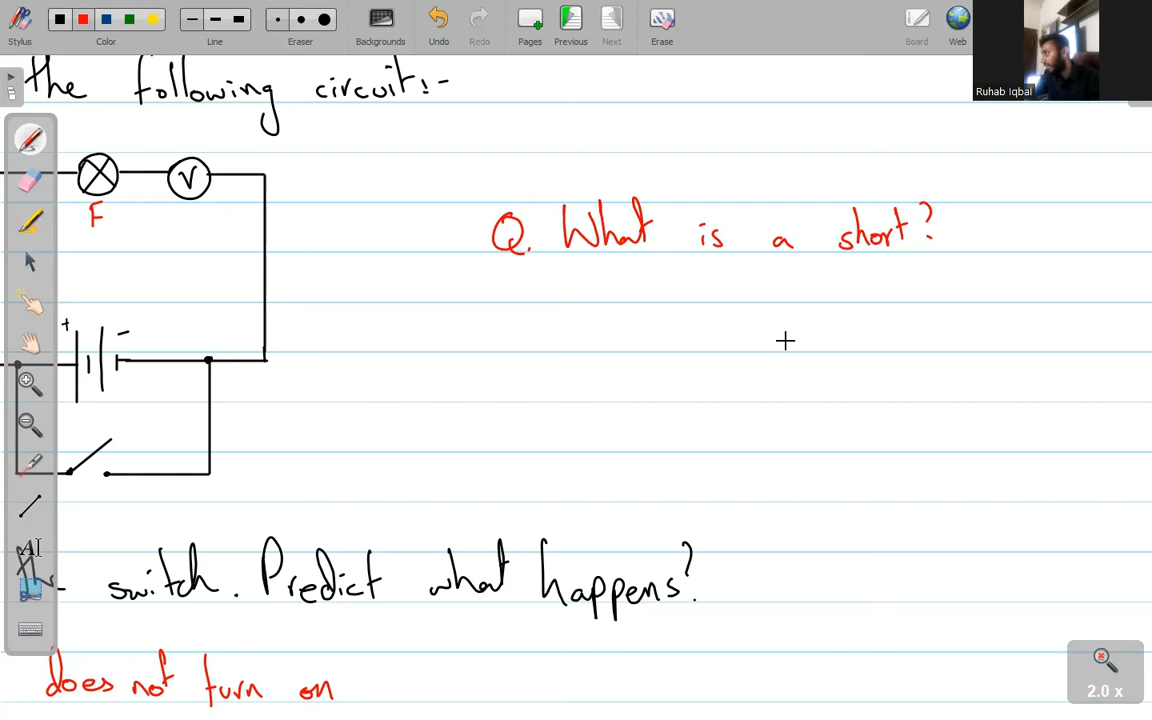 Stylus
Color
Line
Eraser
Backgrounds
Undo
Redo
Pages
Previous
Next
Erase
Board
Web
Ruhab Iqbal
the following circuit:-
V
F
Q. What is a short?
+ -
A
the switch. Predict what happens?
does not turn on
2.0 x